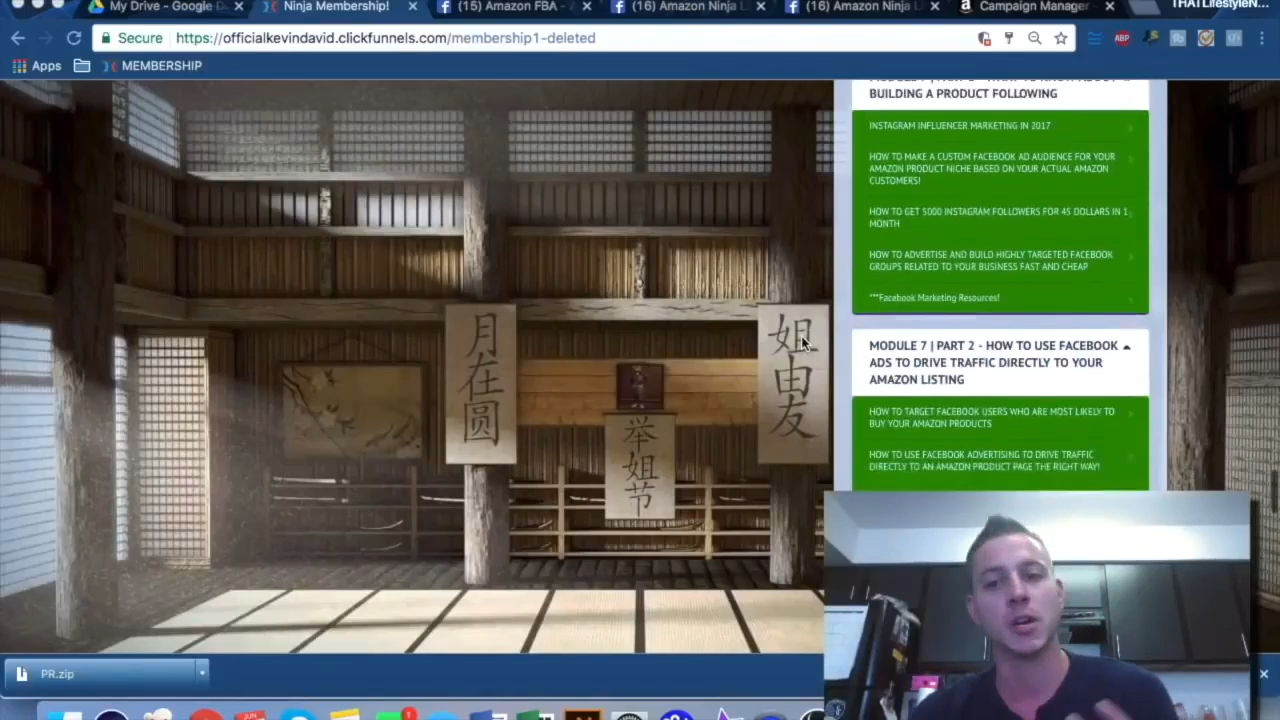 My Drive - Google D
Ninja Membership!
(15) Amazon FBA - A
(16) Amazon Ninja L
(16) Amazon Ninja L
Campaign Manager -
THATLifestyleN...
Secure
https://officialkevindavid.clickfunnels.com/membership1-deleted
ABP
Apps
MEMBERSHIP
BUILDING A PRODUCT FOLLOWING
INSTAGRAM INFLUENCER MARKETING IN 2017
HOW TO MAKE A CUSTOM FACEBOOK AD AUDIENCE FOR YOUR
AMAZON PRODUCT NICHE BASED ON YOUR ACTUAL AMAZON
CUSTOMERS!
HOW TO GET 5000 INSTAGRAM FOLLOWERS FOR 45 DOLLARS IN 1
MONTH
HOW TO ADVERTISE AND BUILD HIGHLY TARGETED FACEBOOK
GROUPS RELATED TO YOUR BUSINESS FAST AND CHEAP
***Facebook Marketing Resources!
MODULE 7 | PART 2 - HOW TO USE FACEBOOK
ADS TO DRIVE TRAFFIC DIRECTLY TO YOUR
AMAZON LISTING
HOW TO TARGET FACEBOOK USERS WHO ARE MOST LIKELY TO
BUY YOUR AMAZON PRODUCTS
HOW TO USE FACEBOOK ADVERTISING TO DRIVE TRAFFIC
DIRECTLY TO AN AMAZON PRODUCT PAGE THE RIGHT WAY!
月在圆
举姐节
姐由友
PR.zip
JUN
1